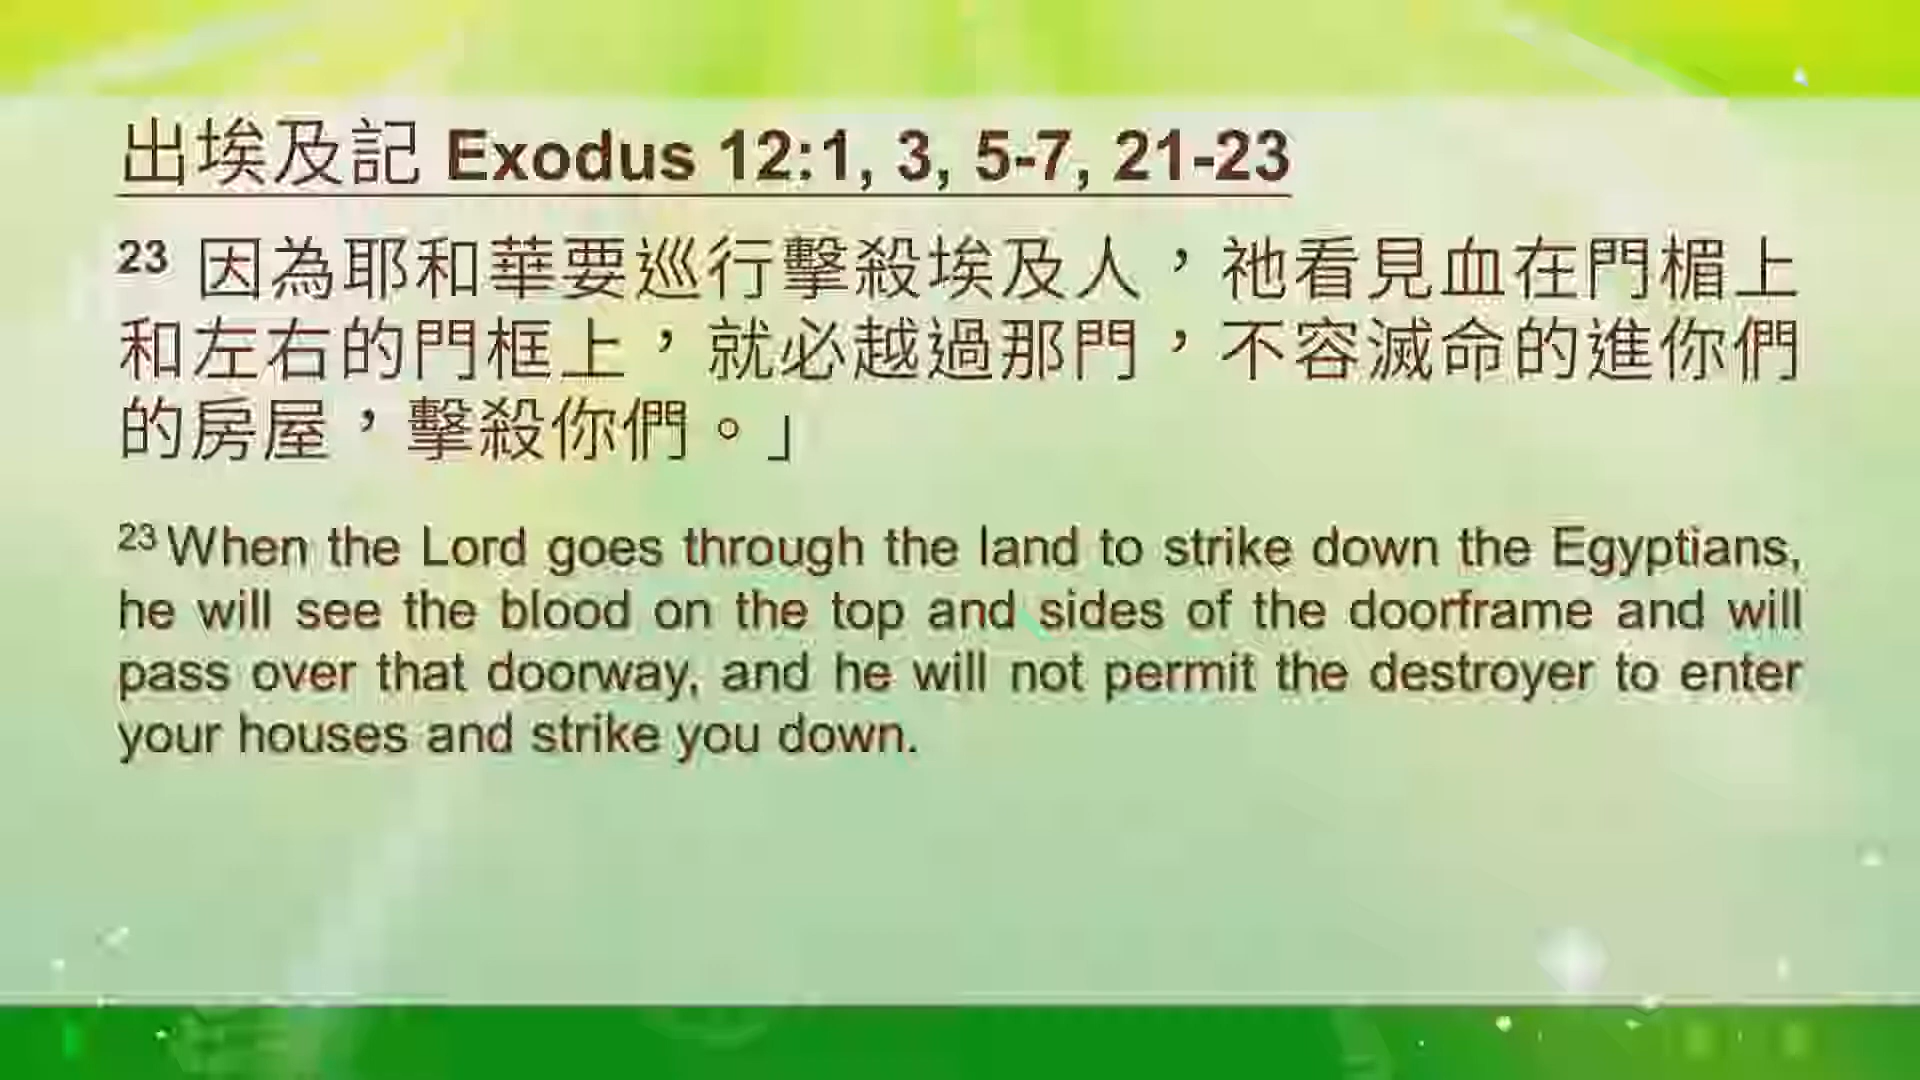 出埃及記 Exodus 12:1, 3, 5-7, 21-23
23 因為耶和華要巡行擊殺埃及人，祂看見血在門楣上
和左右的門框上，就必越過那門，不容滅命的進你們
的房屋，擊殺你們。」
23 When the Lord goes through the land to strike down the Egyptians,
he will see the blood on the top and sides of the doorframe and will
pass over that doorway, and he will not permit the destroyer to enter
your houses and strike you down.